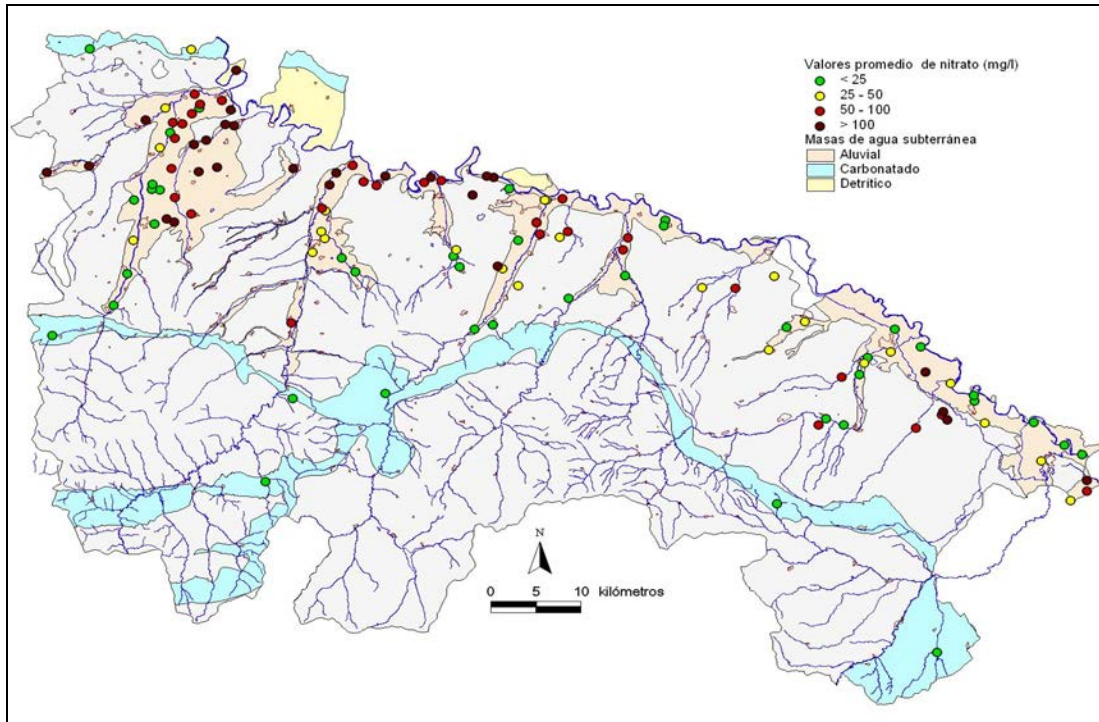 Valores promedio de nitrato (mg/l)
< 25
25 - 50
50 - 100
> 100
Masas de agua subterránea
Aluvial
Carbonatado
Detrítico
N
0 5 10 kilómetros